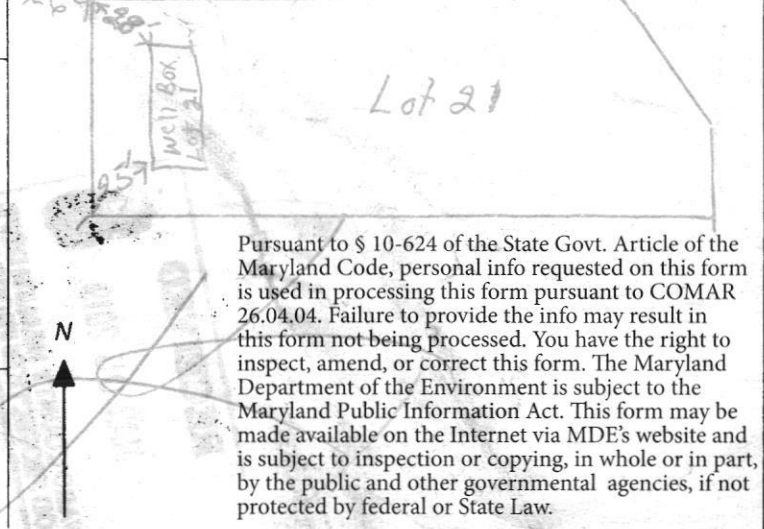 28'
Well Box
Lot 21
Lot 21
25'
Pursuant to § 10-624 of the State Govt. Article of the
Maryland Code, personal info requested on this form
is used in processing this form pursuant to COMAR
26.04.04. Failure to provide the info may result in
this form not being processed. You have the right to
inspect, amend, or correct this form. The Maryland
Department of the Environment is subject to the
Maryland Public Information Act. This form may be
made available on the Internet via MDE's website and
is subject to inspection or copying, in whole or in part,
by the public and other governmental agencies, if not
protected by federal or State Law.
N